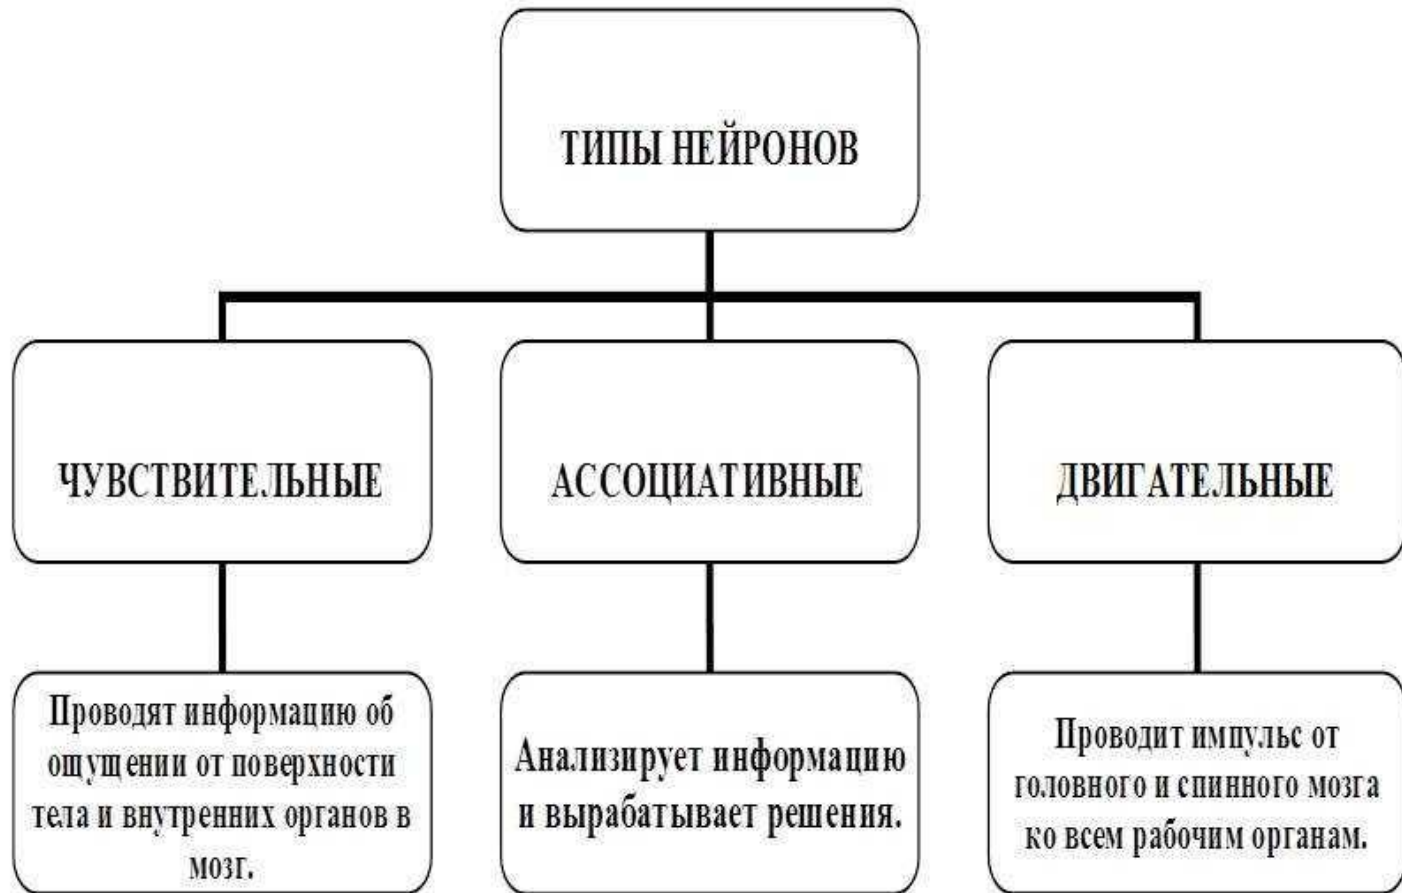 ТИПЫ НЕЙРОНОВ
ЧУВСТВИТЕЛЬНЫЕ
АССОЦИАТИВНЫЕ
ДВИГАТЕЛЬНЫЕ
Проводят информацию об
ощущении от поверхности
тела и внутренних органов в
мозг.
Анализирует информацию
и вырабатывает решения.
Проводит импульс от
головного и спинного мозга
ко всем рабочим органам.